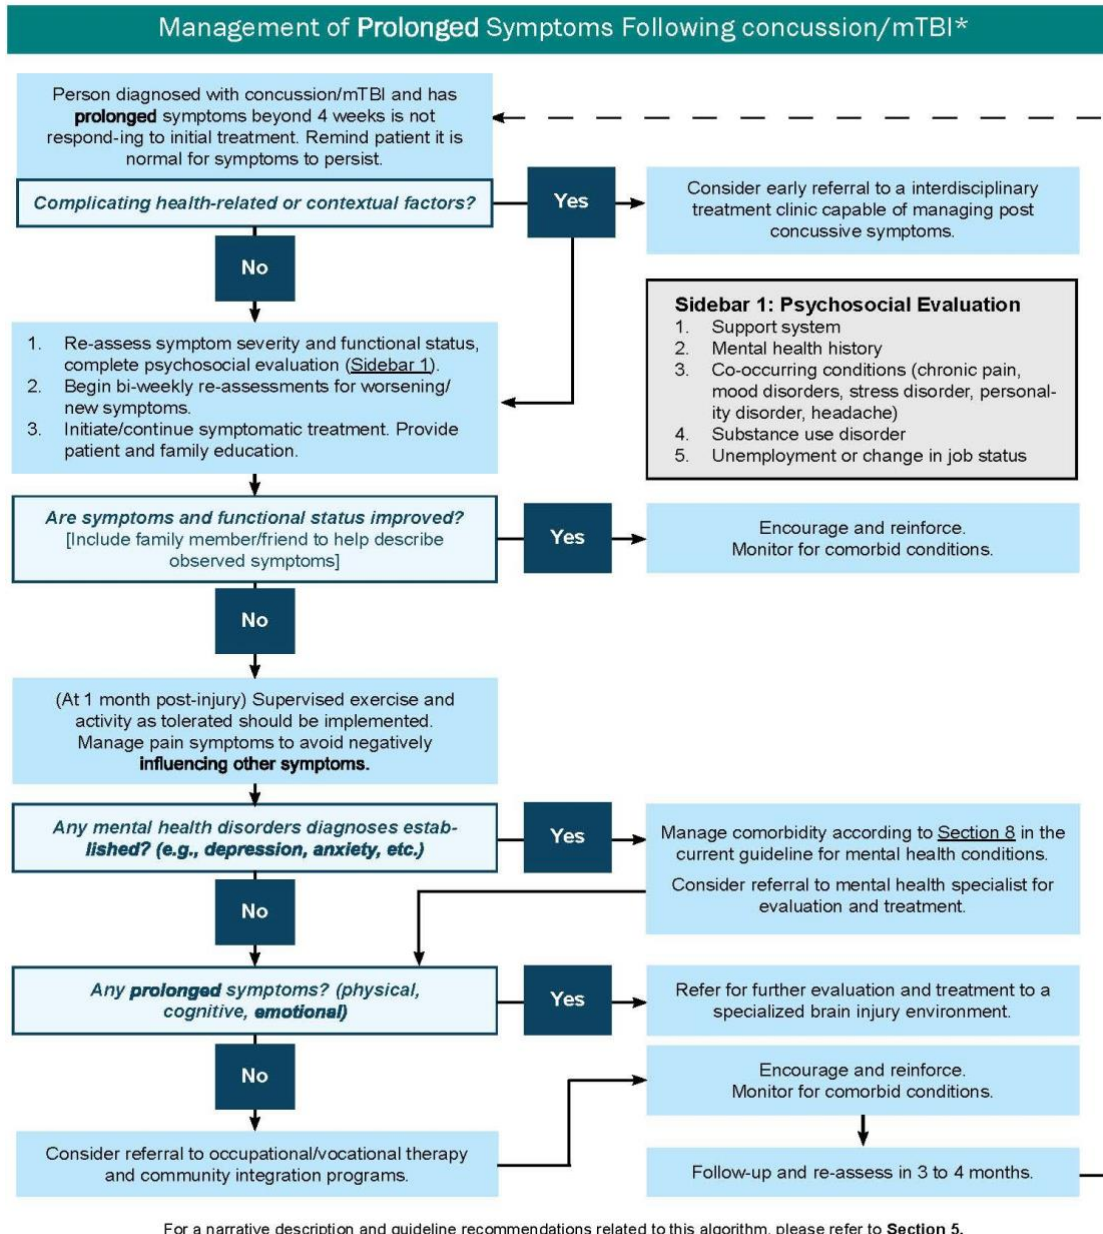 Management of Prolonged Symptoms Following concussion/mTBI*
Person diagnosed with concussion/mTBI and has
prolonged symptoms beyond 4 weeks is not
respond-ing to initial treatment. Remind patient it is
normal for symptoms to persist.
Complicating health-related or contextual factors?
Yes
Consider early referral to a interdisciplinary
treatment clinic capable of managing post
concussive symptoms.
No
Sidebar 1: Psychosocial Evaluation
1. Support system
2. Mental health history
3. Co-occurring conditions (chronic pain,
mood disorders, stress disorder, personal-
ity disorder, headache)
4. Substance use disorder
5. Unemployment or change in job status
1. Re-assess symptom severity and functional status,
complete psychosocial evaluation (Sidebar 1).
2. Begin bi-weekly re-assessments for worsening/
new symptoms.
3. Initiate/continue symptomatic treatment. Provide
patient and family education.
Are symptoms and functional status improved?
[Include family member/friend to help describe
observed symptoms]
Yes
Encourage and reinforce.
Monitor for comorbid conditions.
No
(At 1 month post-injury) Supervised exercise and
activity as tolerated should be implemented.
Manage pain symptoms to avoid negatively
influencing other symptoms.
Any mental health disorders diagnoses estab-
lished? (e.g., depression, anxiety, etc.)
Yes
Manage comorbidity according to Section 8 in the
current guideline for mental health conditions.
Consider referral to mental health specialist for
evaluation and treatment.
No
Any prolonged symptoms? (physical,
cognitive, emotional)
Yes
Refer for further evaluation and treatment to a
specialized brain injury environment.
No
Encourage and reinforce.
Monitor for comorbid conditions.
Consider referral to occupational/vocational therapy
and community integration programs.
Follow-up and re-assess in 3 to 4 months.
For a narrative description and guideline recommendations related to this algorithm, please refer to Section 5.